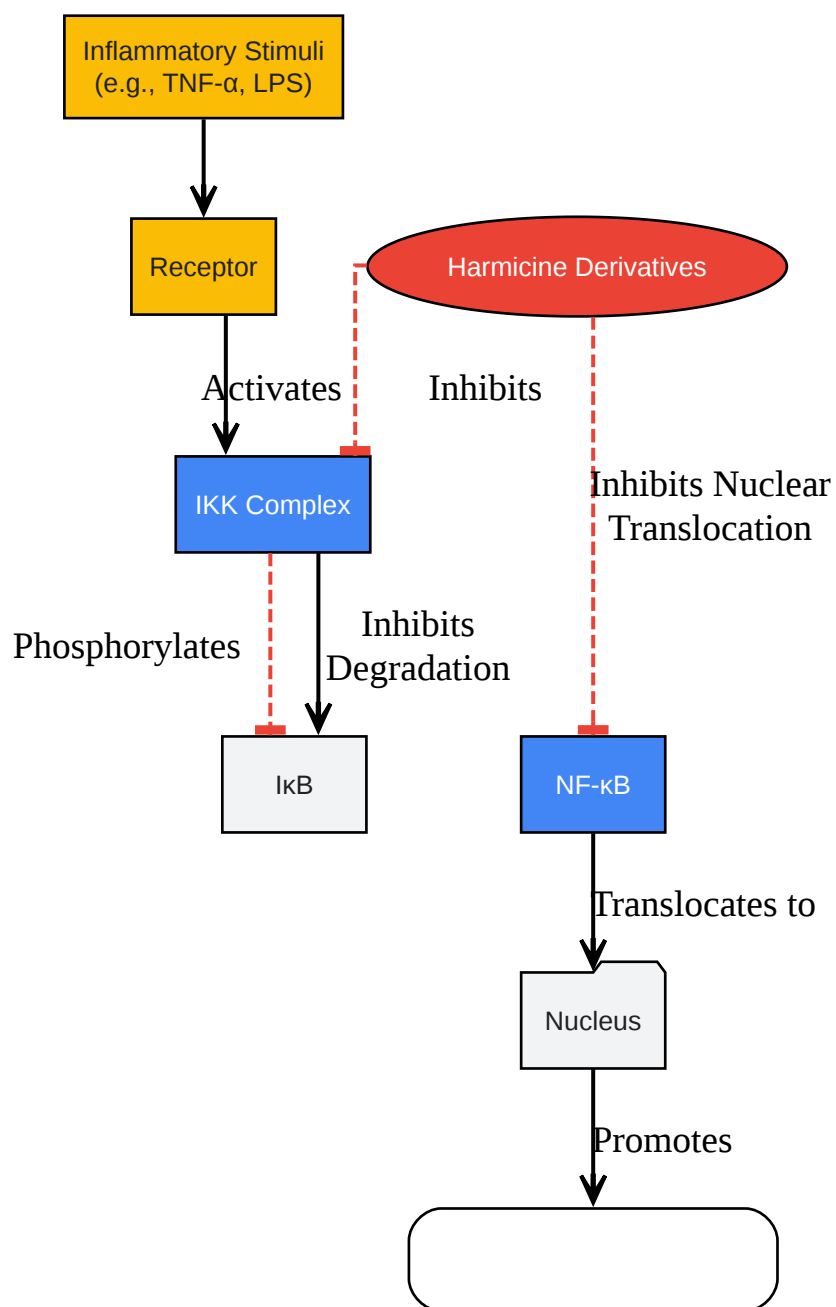 Inflammatory Stimuli
(e.g., TNF-α, LPS)
Receptor
Harmicine Derivatives
Activates
Inhibits
IKK Complex
Inhibits Nuclear
Translocation
Phosphorylates
Inhibits
Degradation
IκB
NF-κB
Translocates to
Nucleus
Promotes